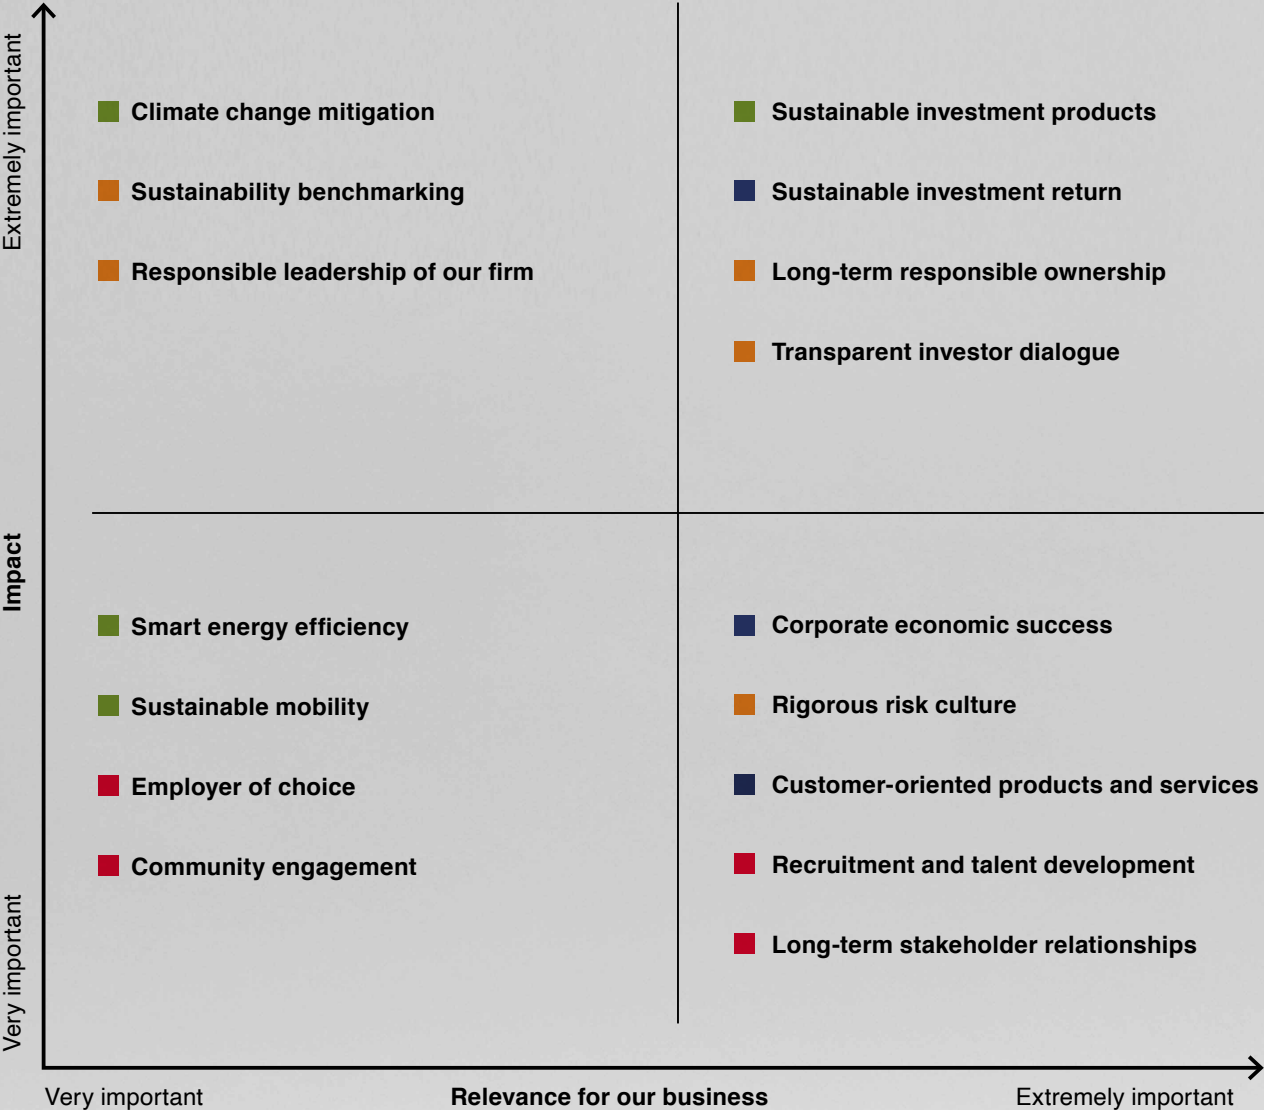 Extremely important
Climate change mitigation
Sustainability benchmarking
Responsible leadership of our firm
Sustainable investment products
Sustainable investment return
Long-term responsible ownership
Transparent investor dialogue
Impact
Smart energy efficiency
Sustainable mobility
Employer of choice
Community engagement
Corporate economic success
Rigorous risk culture
Customer-oriented products and services
Recruitment and talent development
Long-term stakeholder relationships
Very important
Very important
Relevance for our business
Extremely important